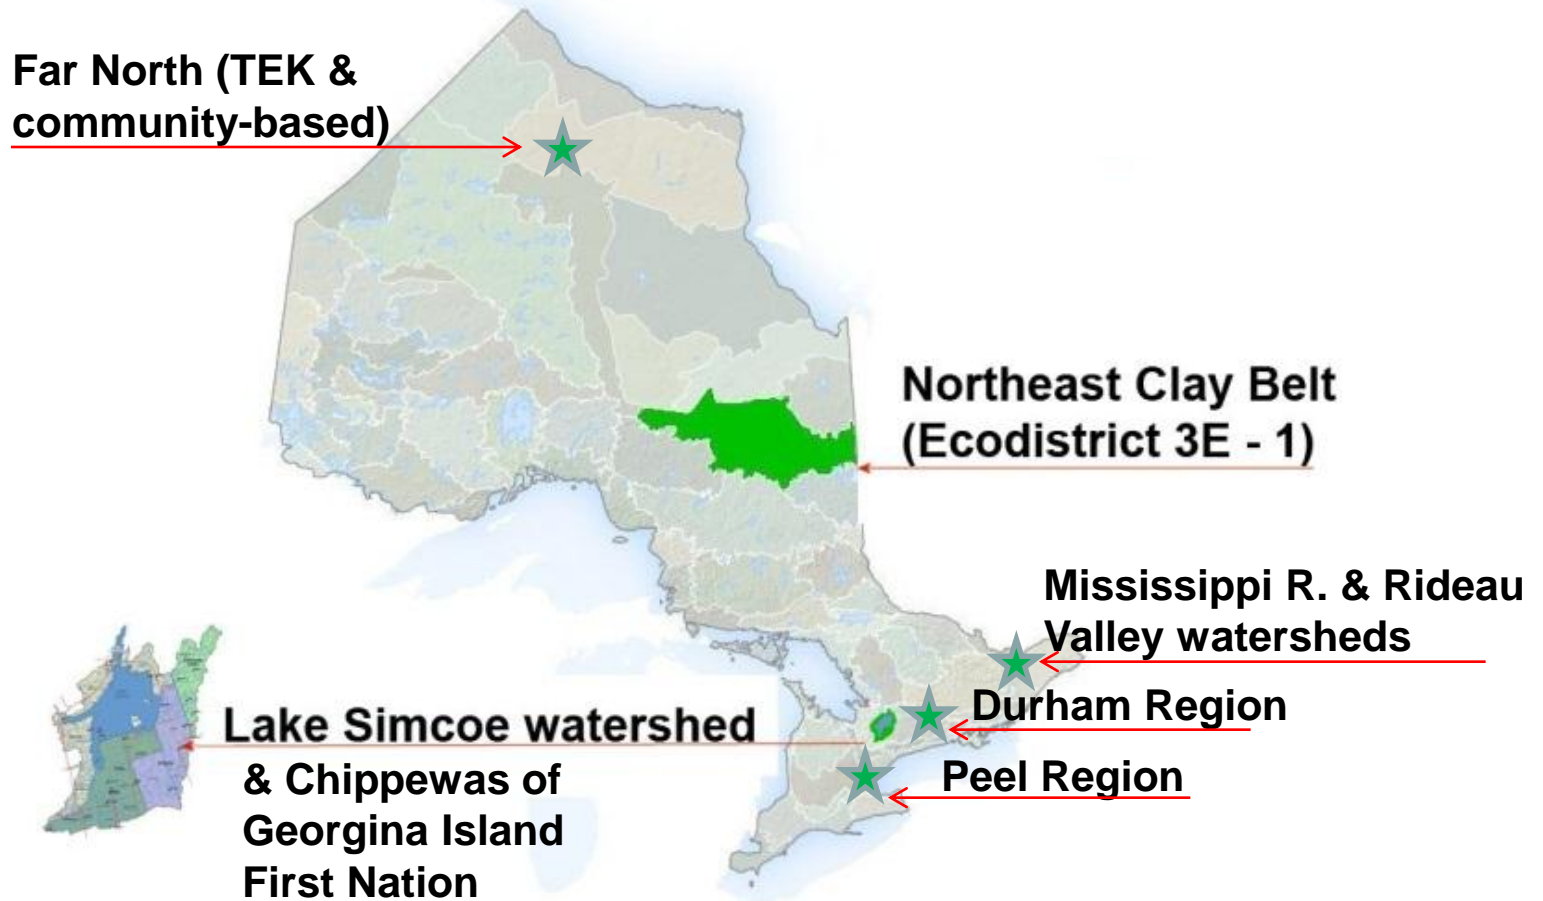 Far North (TEK &
community-based)
Northeast Clay Belt
(Ecodistrict 3E - 1)
Mississippi R. & Rideau
Valley watersheds
Durham Region
Lake Simcoe watershed
& Chippewas of
Georgina Island
First Nation
Peel Region